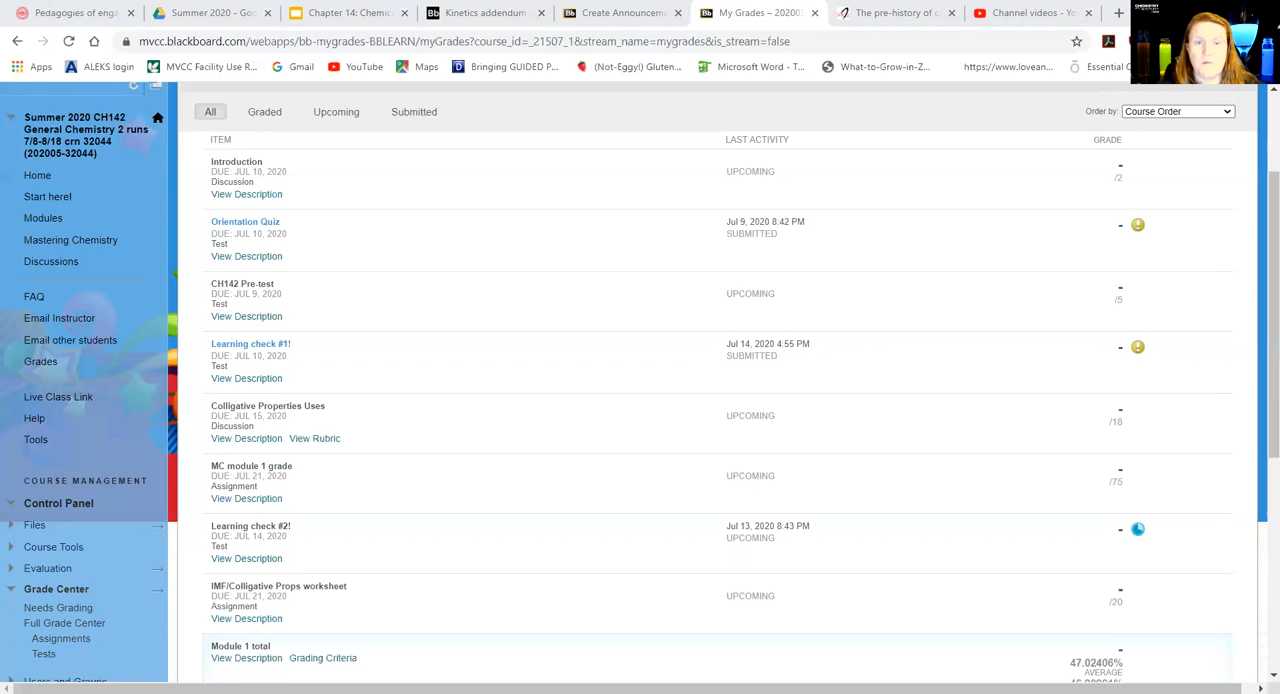 Pedagogies of enga
Summer 2020 - Goo
Chapter 14: Chemic
Kinetics addendum
Create Announceme
My Grades – 202005
The pre-history of c
Channel videos - Yo
mvcc.blackboard.com/webapps/bb-mygrades-BBLEARN/myGrades?course_id=_21507_1&stream_name=mygrades&is_stream=false
Apps
ALEKS login
MVCC Facility Use R...
Gmail
YouTube
Maps
Bringing GUIDED P...
(Not-Eggy!) Gluten...
Microsoft Word - T...
What-to-Grow-in-Z...
https://www.lovean...
Essential C
CHEMISTRY
Summer 2020 CH142
General Chemistry 2 runs
7/8-8/18 crn 32044
(202005-32044)
Home
Start here!
Modules
Mastering Chemistry
Discussions
FAQ
Email Instructor
Email other students
Grades
Live Class Link
Help
Tools
COURSE MANAGEMENT
Control Panel
Files
Course Tools
Evaluation
Grade Center
Needs Grading
Full Grade Center
Assignments
Tests
Users and Groups
All Graded Upcoming Submitted
Order by: Course Order
ITEM LAST ACTIVITY GRADE
Introduction
DUE: JUL 10, 2020 UPCOMING -
Discussion /2
View Description
Orientation Quiz Jul 9, 2020 8:42 PM -
DUE: JUL 10, 2020 SUBMITTED
Test
View Description
CH142 Pre-test -
DUE: JUL 9, 2020 UPCOMING
Test /5
View Description
Learning check #1! Jul 14, 2020 4:55 PM -
DUE: JUL 10, 2020 SUBMITTED
Test
View Description
Colligative Properties Uses -
DUE: JUL 15, 2020 UPCOMING
Discussion /18
View Description View Rubric
MC module 1 grade -
DUE: JUL 21, 2020 UPCOMING
Assignment /75
View Description
Learning check #2! Jul 13, 2020 8:43 PM -
DUE: JUL 14, 2020 UPCOMING
Test
View Description
IMF/Colligative Props worksheet -
DUE: JUL 21, 2020 UPCOMING
Assignment /20
View Description
Module 1 total -
View Description Grading Criteria
47.02406%
AVERAGE